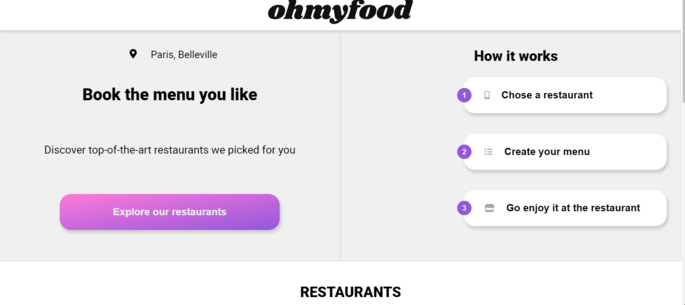 ohmyfood
Paris, Belleville
Book the menu you like
Discover top-of-the-art restaurants we picked for you
Explore our restaurants
How it works
1 Chose a restaurant
2 Create your menu
3 Go enjoy it at the restaurant
RESTAURANTS